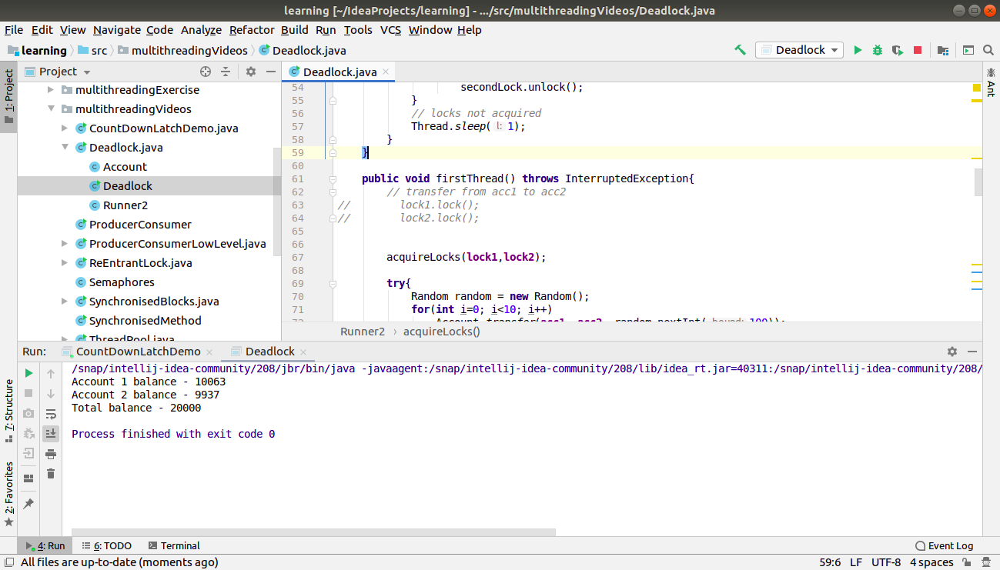 learning [~/IdeaProjects/learning] - .../src/multithreadingVideos/Deadlock.java
File Edit View Navigate Code Analyze Refactor Build Run Tools VCS Window Help
learning src multithreadingVideos Deadlock.java
Deadlock
1: Project
Project
multithreadingExercise
multithreadingVideos
CountDownLatchDemo.java
Deadlock.java
Account
Deadlock
Runner2
ProducerConsumer
ProducerConsumerLowLevel.java
ReEntrantLock.java
Semaphores
SynchronisedBlocks.java
SynchronisedMethod
ThreadPool.java
Deadlock.java
54 secondLock.unlock();
55 }
56 // locks not acquired
57 Thread.sleep( l: 1);
58 }
59 }
60
61 public void firstThread() throws InterruptedException{
62 // transfer from acc1 to acc2
63 // lock1.lock();
64 // lock2.lock();
65
66
67 acquireLocks(lock1,lock2);
68
69 try{
70 Random random = new Random();
71 for(int i=0; i<10; i++)
72 Account.transfer(acc1, acc2, random.nextInt( bound: 100));
Runner2 › acquireLocks()
Ant
Run: CountDownLatchDemo Deadlock
/snap/intellij-idea-community/208/jbr/bin/java -javaagent:/snap/intellij-idea-community/208/lib/idea_rt.jar=40311:/snap/intellij-idea-community/208/
Account 1 balance - 10063
Account 2 balance - 9937
Total balance - 20000
Process finished with exit code 0
7: Structure
2: Favorites
4: Run 6: TODO Terminal Event Log
All files are up-to-date (moments ago) 59:6 LF UTF-8 4 spaces